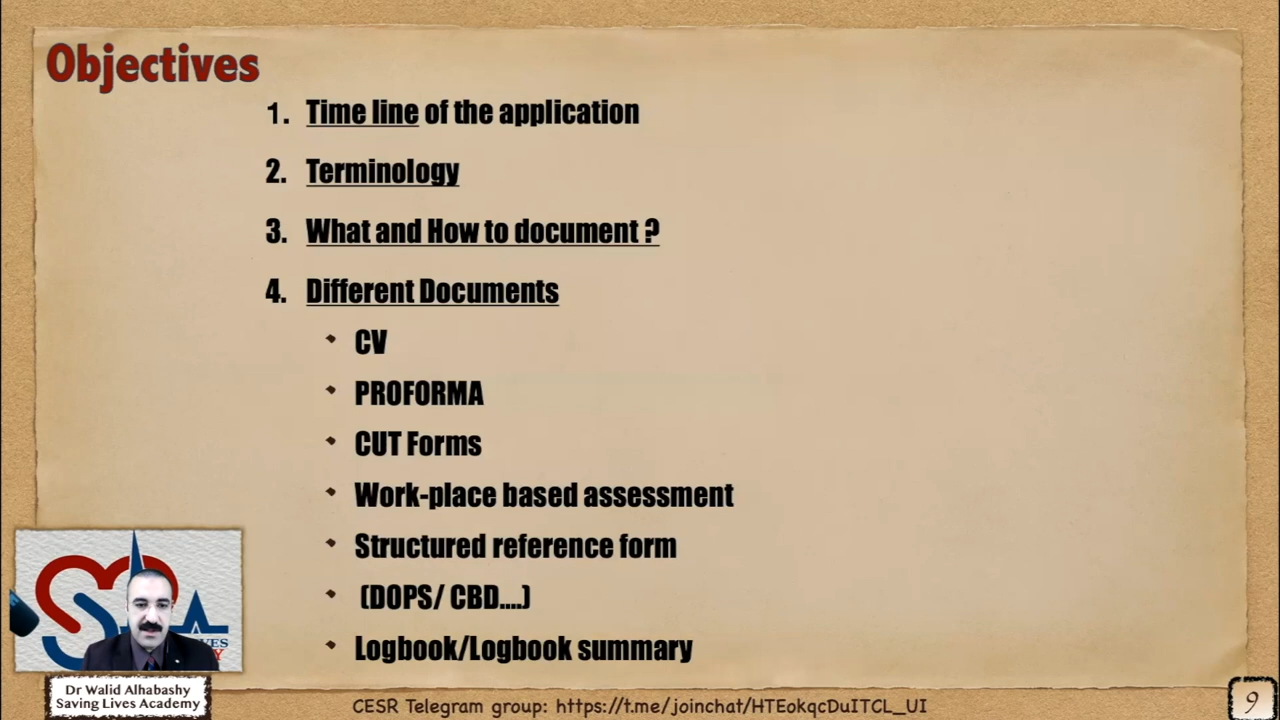 Objectives
1. Time line of the application
2. Terminology
3. What and How to document ?
4. Different Documents
CV
PROFORMA
CUT Forms
Work-place based assessment
Structured reference form
(DOPS/ CBD....)
Logbook/Logbook summary
Dr Walid Alhabashy
Saving Lives Academy
CESR Telegram group: https://t.me/joinchat/HTEokqcDuITCL_UI
9